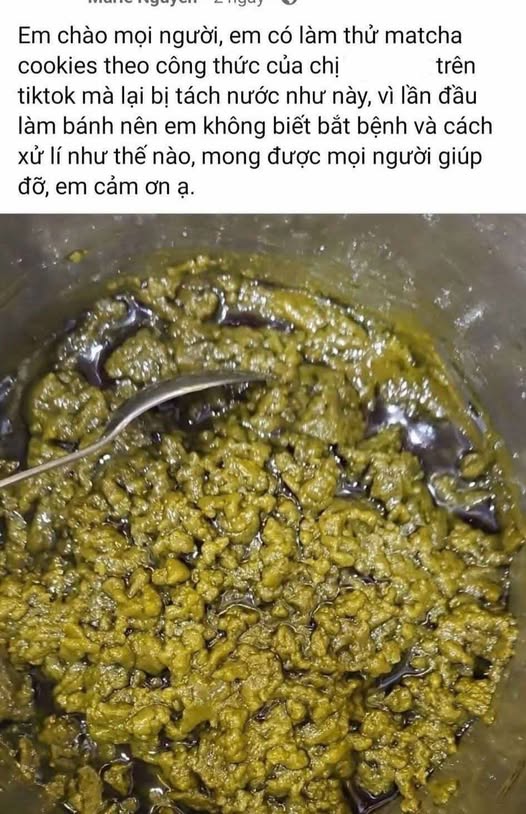 Em chào mọi người, em có làm thử matcha
cookies theo công thức của chị trên
tiktok mà lại bị tách nước như này, vì lần đầu
làm bánh nên em không biết bắt bệnh và cách
xử lí như thế nào, mong được mọi người giúp
đỡ, em cảm ơn ạ.